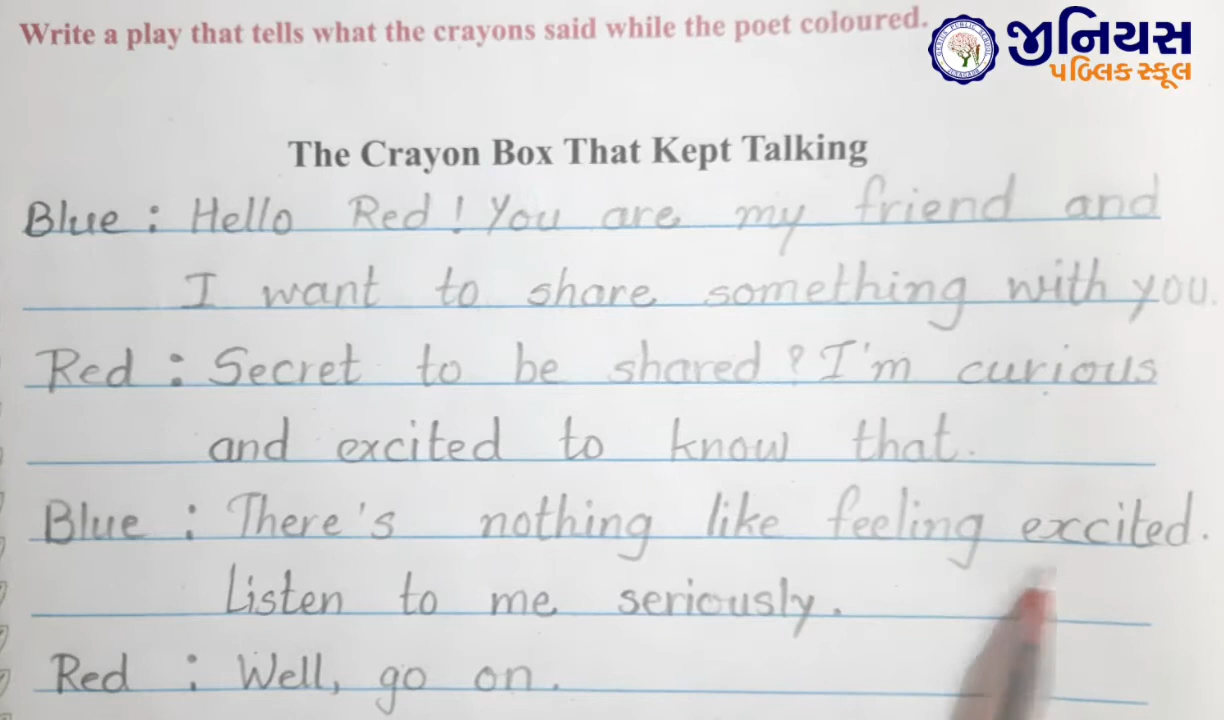 Write a play that tells what the crayons said while the poet coloured.
જીનિયસ
પબ્લિક સ્કૂલ
The Crayon Box That Kept Talking
Blue : Hello Red! You are my friend and
I want to share something with you.
Red : Secret to be shared? I'm curious
and excited to know that.
Blue : There's nothing like feeling excited.
Listen to me seriously.
Red : Well, go on.